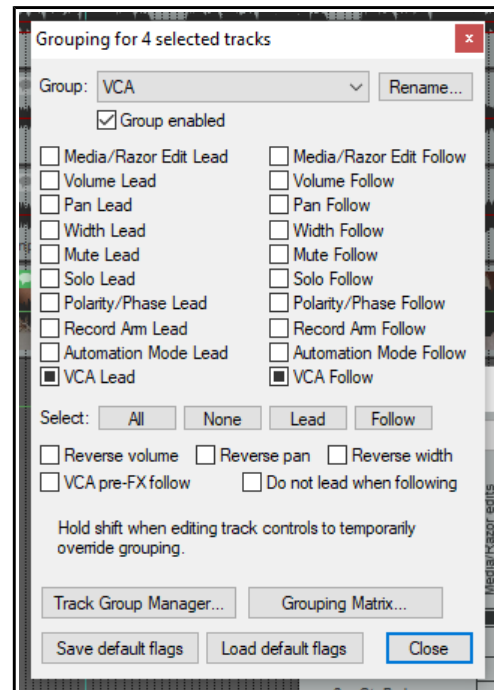 Grouping for 4 selected tracks
x
Group: VCA Rename...
Group enabled
Media/Razor Edit Lead Media/Razor Edit Follow
Volume Lead Volume Follow
Pan Lead Pan Follow
Width Lead Width Follow
Mute Lead Mute Follow
Solo Lead Solo Follow
Polarity/Phase Lead Polarity/Phase Follow
Record Arm Lead Record Arm Follow
Automation Mode Lead Automation Mode Follow
VCA Lead VCA Follow
Select: All None Lead Follow
Reverse volume Reverse pan Reverse width
VCA pre-FX follow Do not lead when following
Hold shift when editing track controls to temporarily
override grouping.
Track Group Manager... Grouping Matrix...
Save default flags Load default flags Close
Media/Razor edits